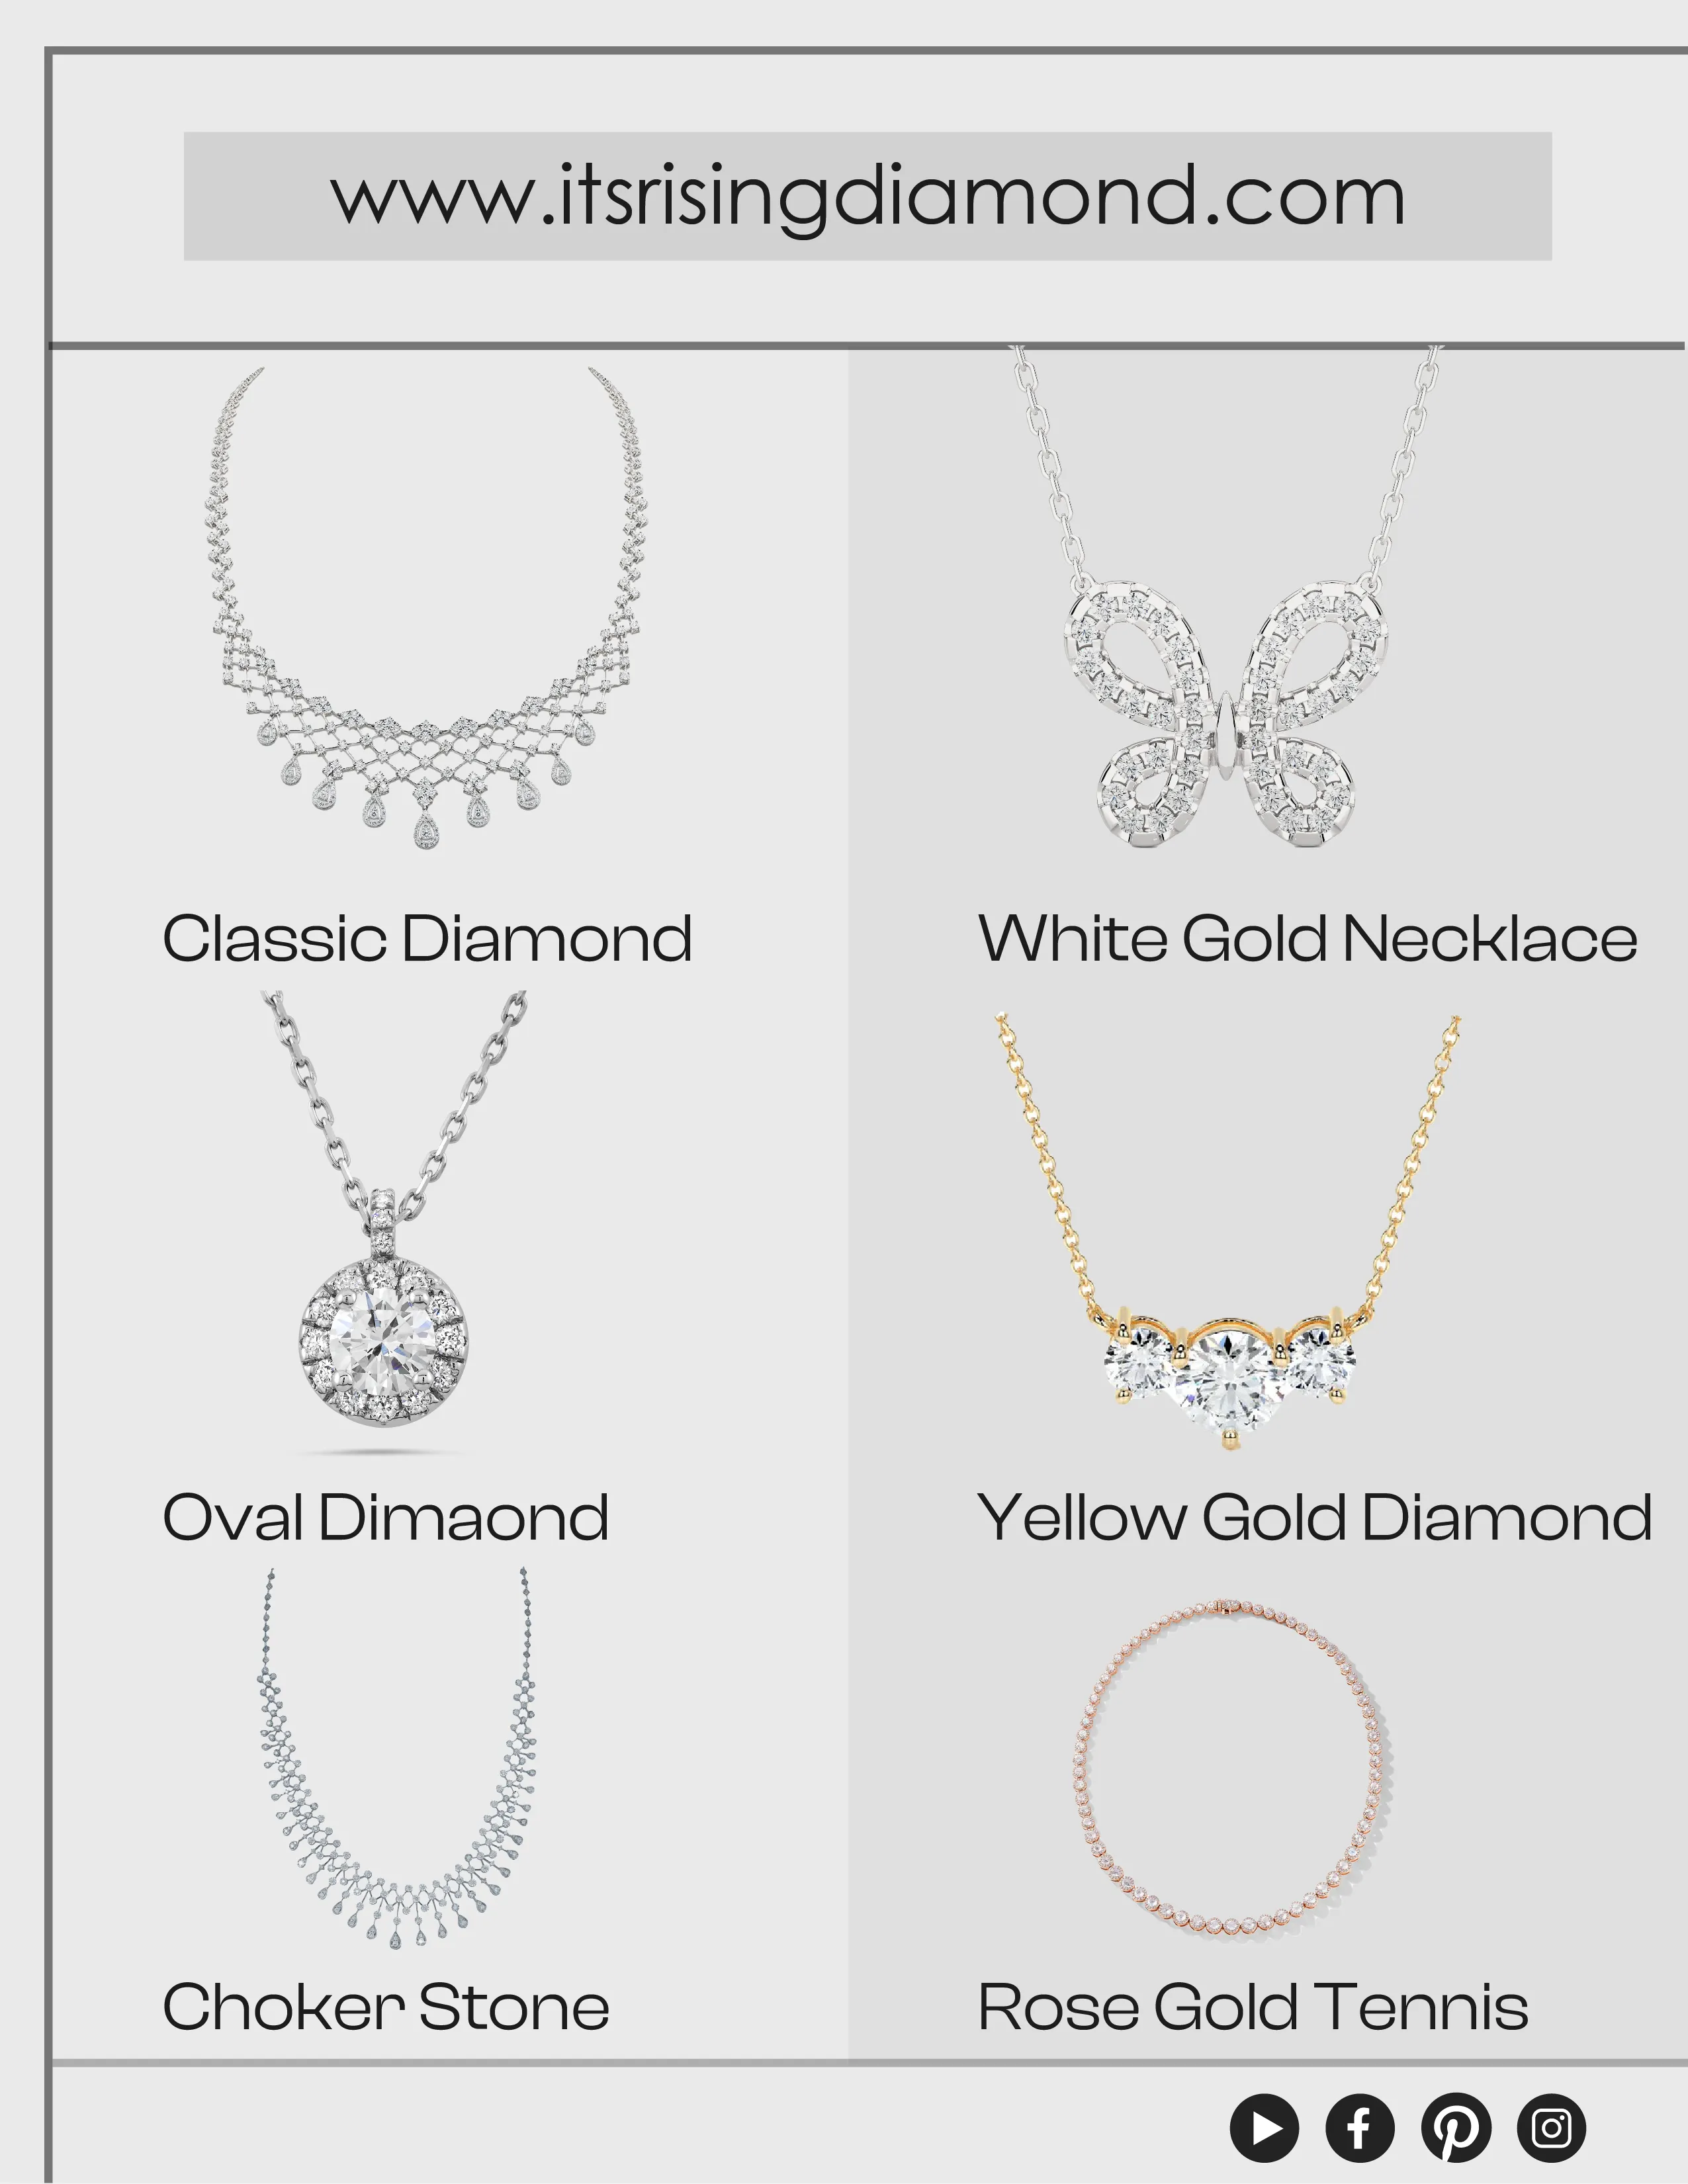 www.itsrisingdiamond.com
Classic Diamond
White Gold Necklace
Oval Dimaond
Yellow Gold Diamond
Choker Stone
Rose Gold Tennis